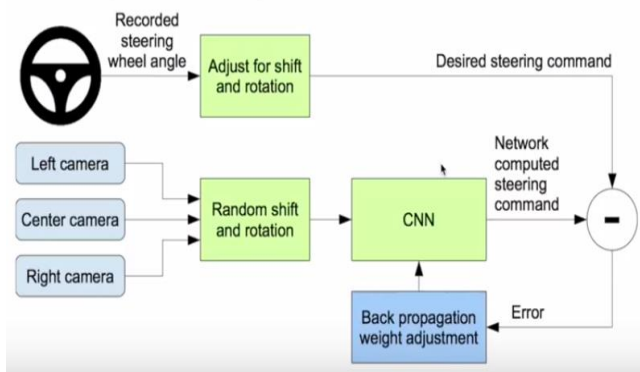 Recorded
steering
wheel angle
Adjust for shift
and rotation
Desired steering command
Left camera
Center camera
Right camera
Random shift
and rotation
CNN
Network
computed
steering
command
-
Back propagation
weight adjustment
Error